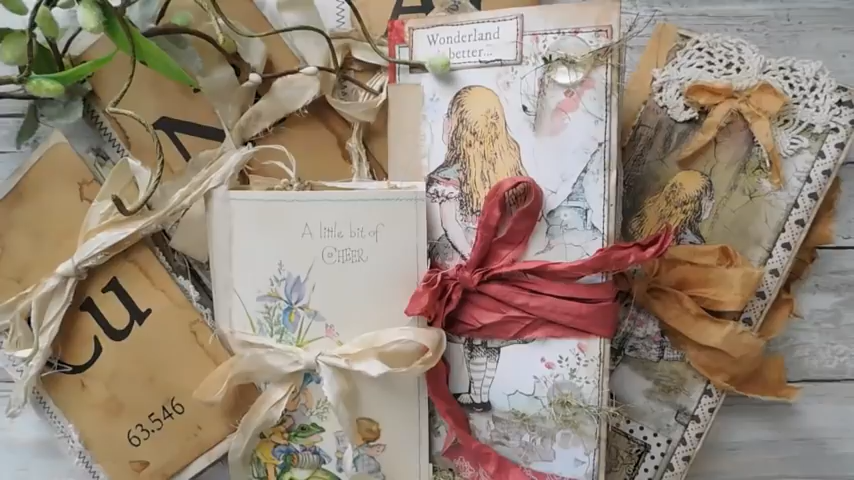 Wonderland
better...
A little bit of
CHEER
Cu
63.546
N